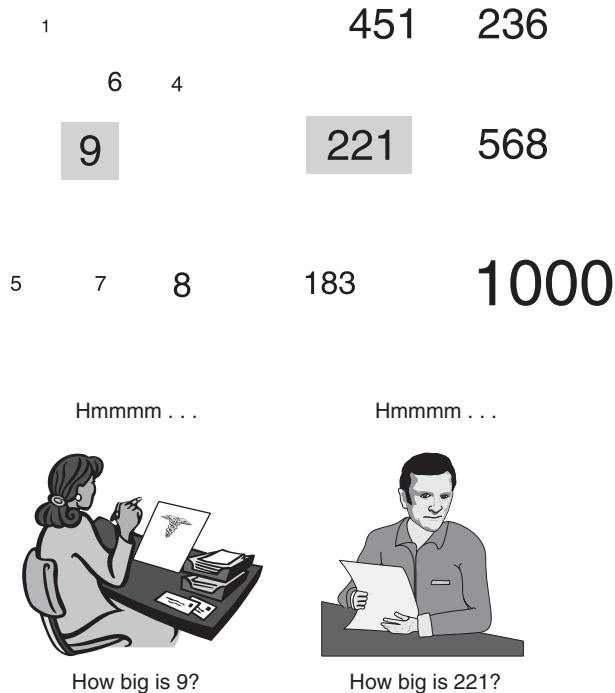 1 451 236
6 4
9 221 568
5 7 8 183 1000
Hmmmm . . . Hmmmm . . .
How big is 9? How big is 221?